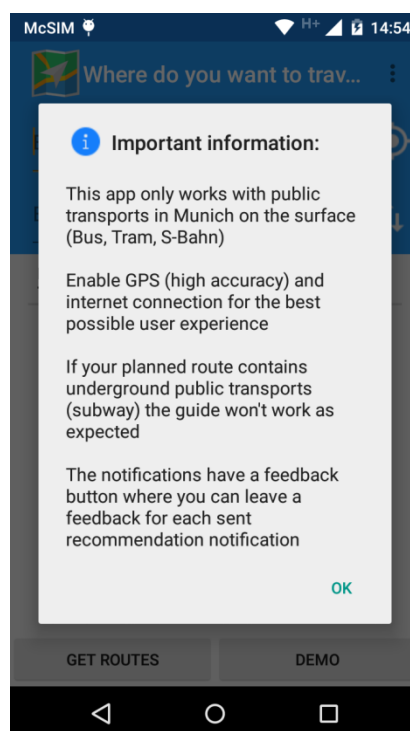 McSIM H+ 14:54
Where do you want to trav...
Important information:
This app only works with public
transports in Munich on the surface
(Bus, Tram, S-Bahn)
Enable GPS (high accuracy) and
internet connection for the best
possible user experience
If your planned route contains
underground public transports
(subway) the guide won't work as
expected
The notifications have a feedback
button where you can leave a
feedback for each sent
recommendation notification
OK
GET ROUTES DEMO